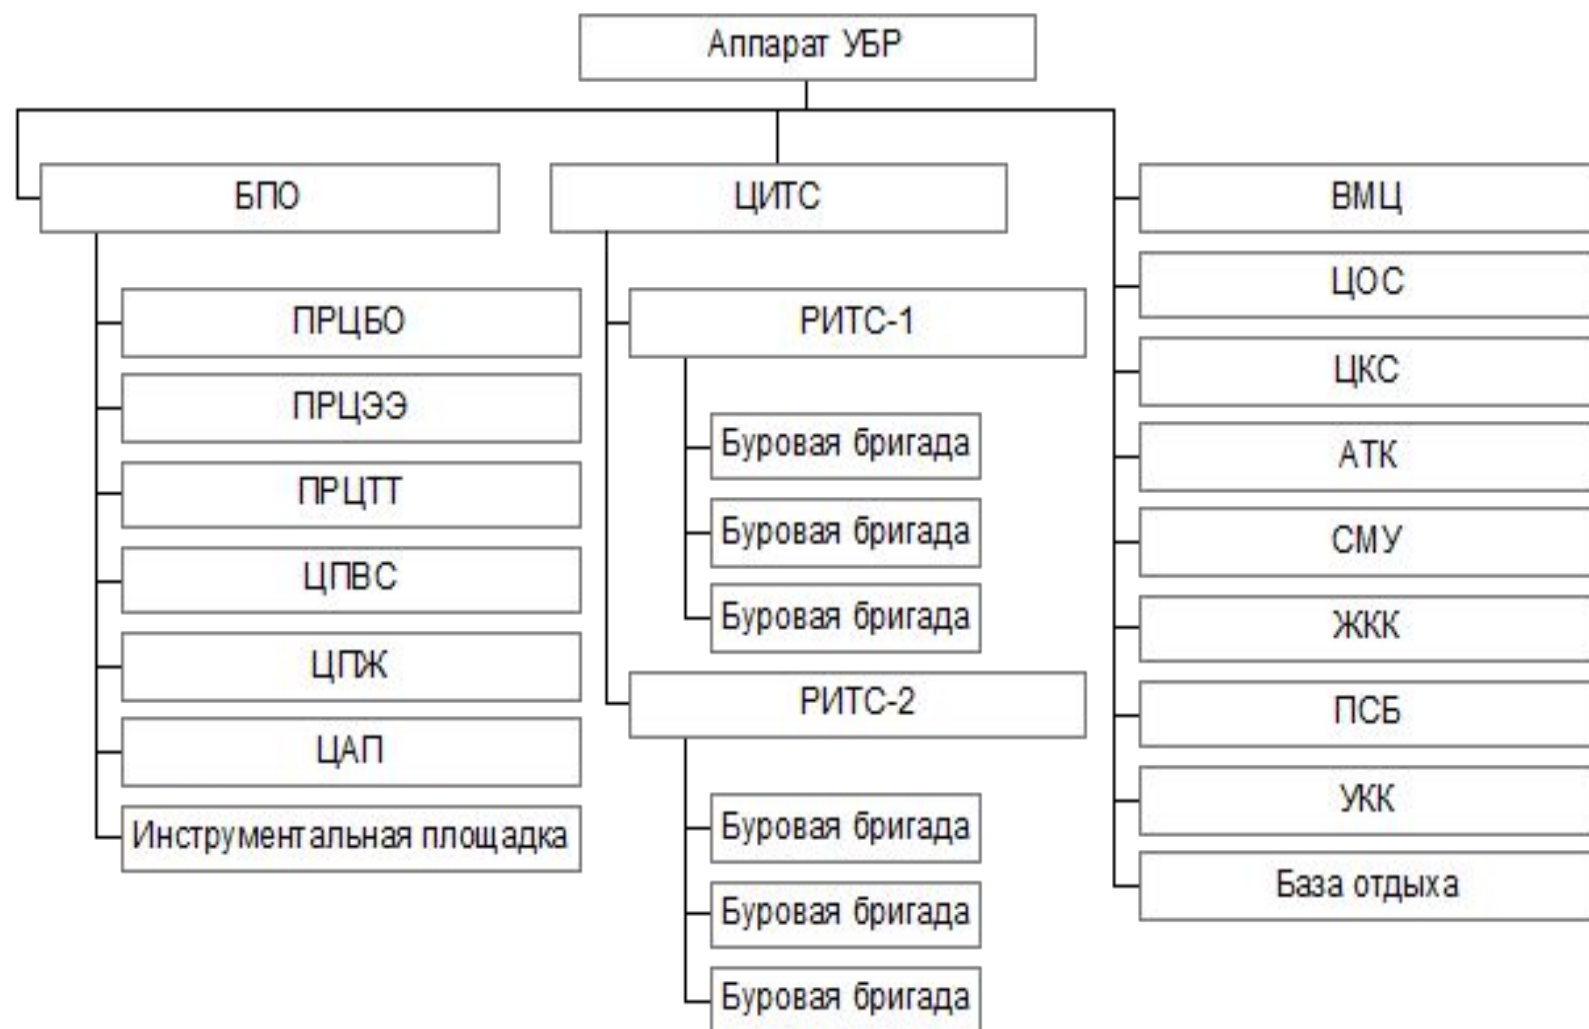 Аппарат УБР
БПО
ПРЦБО
ПРЦЭЭ
ПРЦТТ
ЦПВС
ЦПЖ
ЦАП
Инструментальная площадка
ЦИТС
РИТС-1
Буровая бригада
Буровая бригада
Буровая бригада
РИТС-2
Буровая бригада
Буровая бригада
Буровая бригада
ВМЦ
ЦОС
ЦКС
АТК
СМУ
ЖКК
ПСБ
УКК
База отдыха